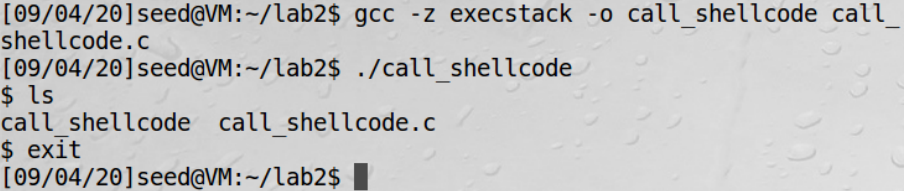 [09/04/20]seed@VM:~/lab2$ gcc -z execstack -o call_shellcode call_
shellcode.c
[09/04/20]seed@VM:~/lab2$ ./call_shellcode
$ ls
call_shellcode  call_shellcode.c
$ exit
[09/04/20]seed@VM:~/lab2$